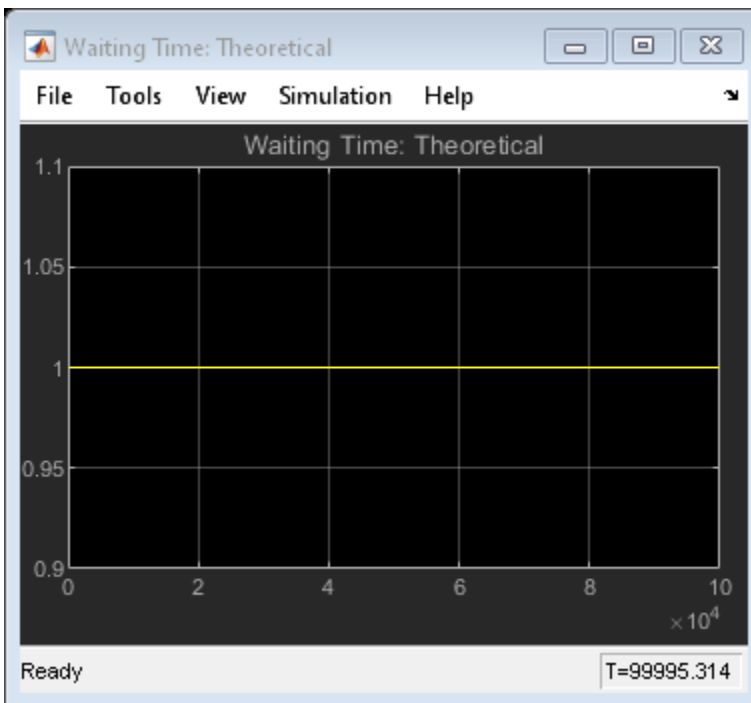 Waiting Time: Theoretical
File Tools View Simulation Help
Waiting Time: Theoretical
1.1
1.05
1
0.95
0.9
0 2 4 6 8 10
×10⁴
Ready T=99995.314